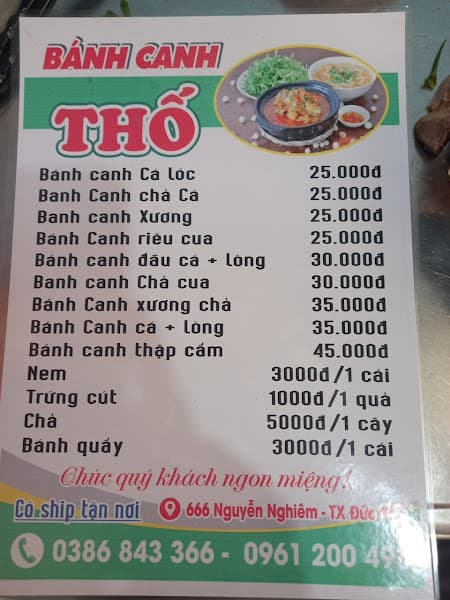 BÁNH CANH
THỐ
Bánh canh Cá Lóc 25.000đ
Banh Canh chả Cá 25.000đ
Banh canh Xương 25.000đ
Bánh Canh riêu cua 25.000đ
Bánh canh đầu cá + Lòng 30.000đ
Banh canh Chả cua 30.000đ
Bánh Canh xương chả 35.000đ
Bánh Canh cá + Lòng 35.000đ
Bánh canh thập cẩm 45.000đ
Nem 3000đ/1 cái
Trứng cút 1000đ/1 quả
Chả 5000đ/1 cây
Bánh quẩy 3000đ/1 cái
Chúc quý khách ngon miệng!
Có ship tận nơi 666 Nguyễn Nghiêm - TX. Đức
0386 843 366 - 0961 200